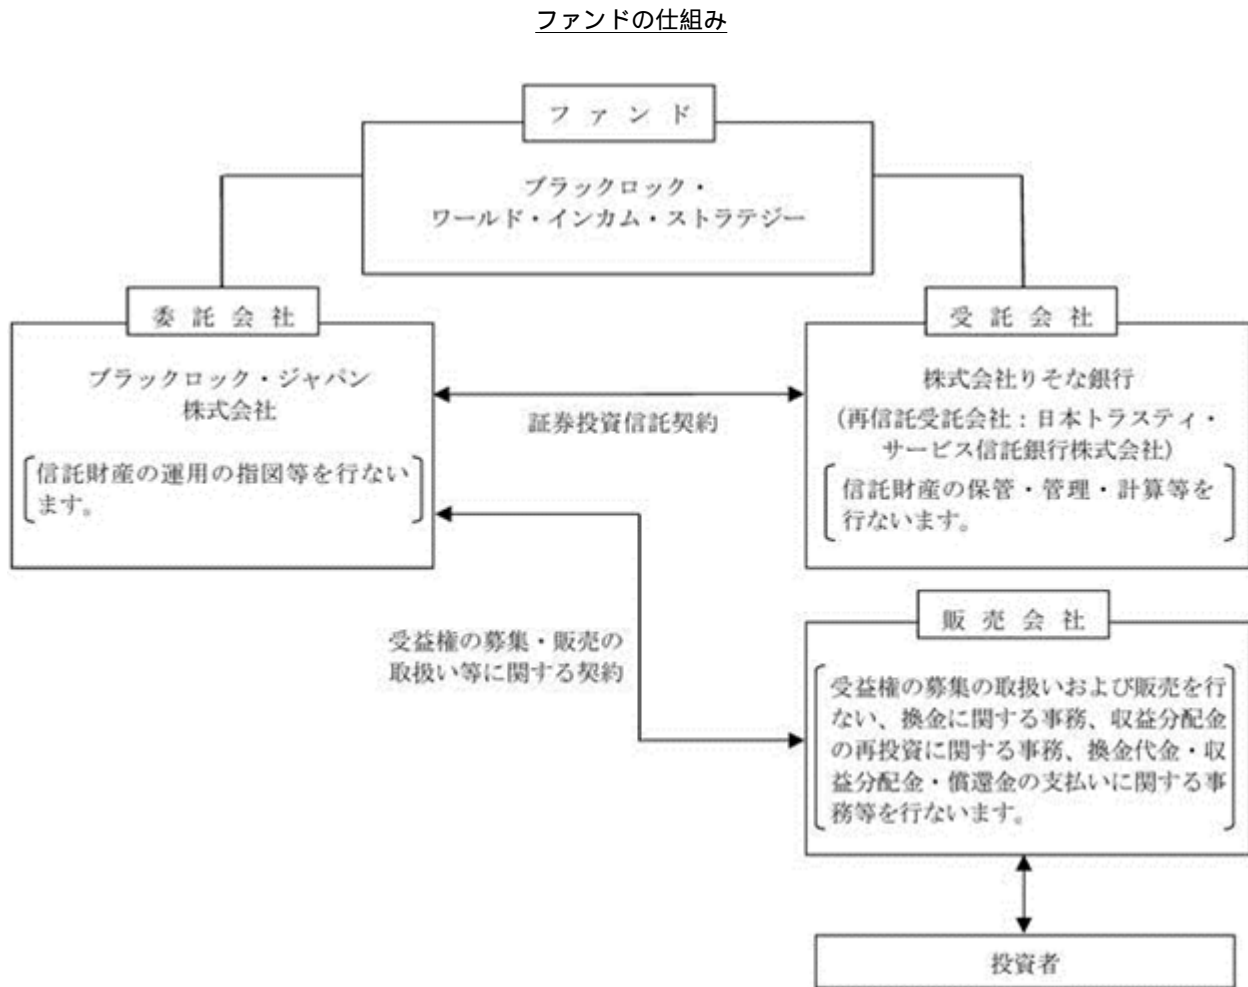 ファンドの仕組み
ファンド
ブラックロック・
ワールド・インカム・ストラテジー
委託会社
ブラックロック・ジャパン
株式会社
信託財産の運用の指図等を行ない
ます。
証券投資信託契約
受託会社
株式会社りそな銀行
(再信託受託会社:日本トラスティ・
サービス信託銀行株式会社)
信託財産の保管・管理・計算等を
行ないます。
受益権の募集・販売の
取扱い等に関する契約
販売会社
受益権の募集の取扱いおよび販売を行
ない、換金に関する事務、収益分配金
の再投資に関する事務、換金代金・収
益分配金・償還金の支払いに関する事
務等を行ないます。
投資者